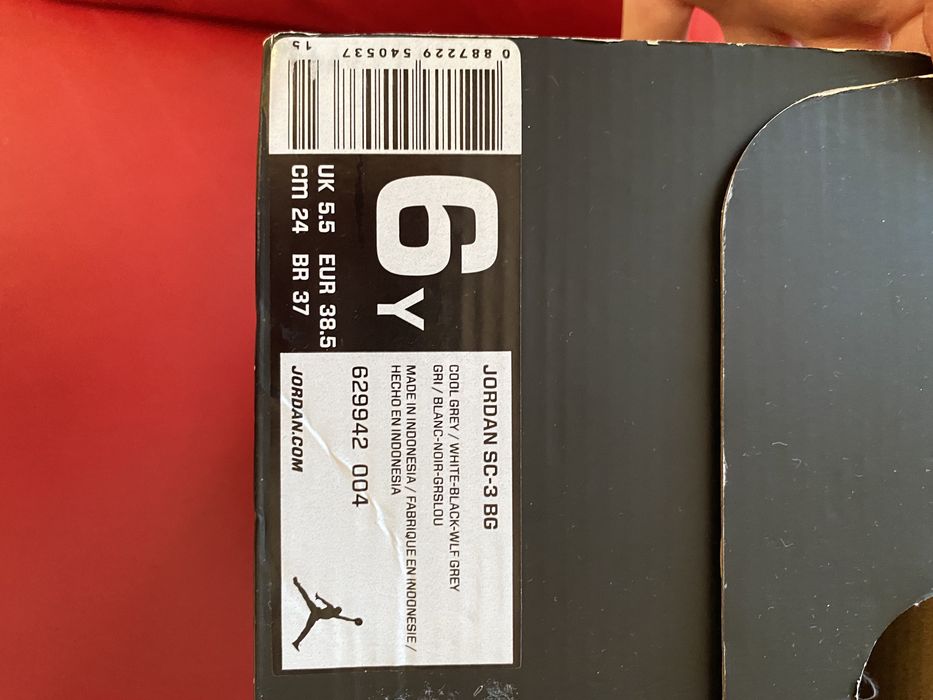 0 887229 540537 15
6Y
UK 5.5 EUR 38.5
cm 24 BR 37
JORDAN SC-3 BG
COOL GREY / WHITE-BLACK-WLF GREY
GRI / BLANC-NOIR-GRSLOU
MADE IN INDONESIA / FABRIQUE EN INDONESIE /
HECHO EN INDONESIA
629942 004
JORDAN.COM